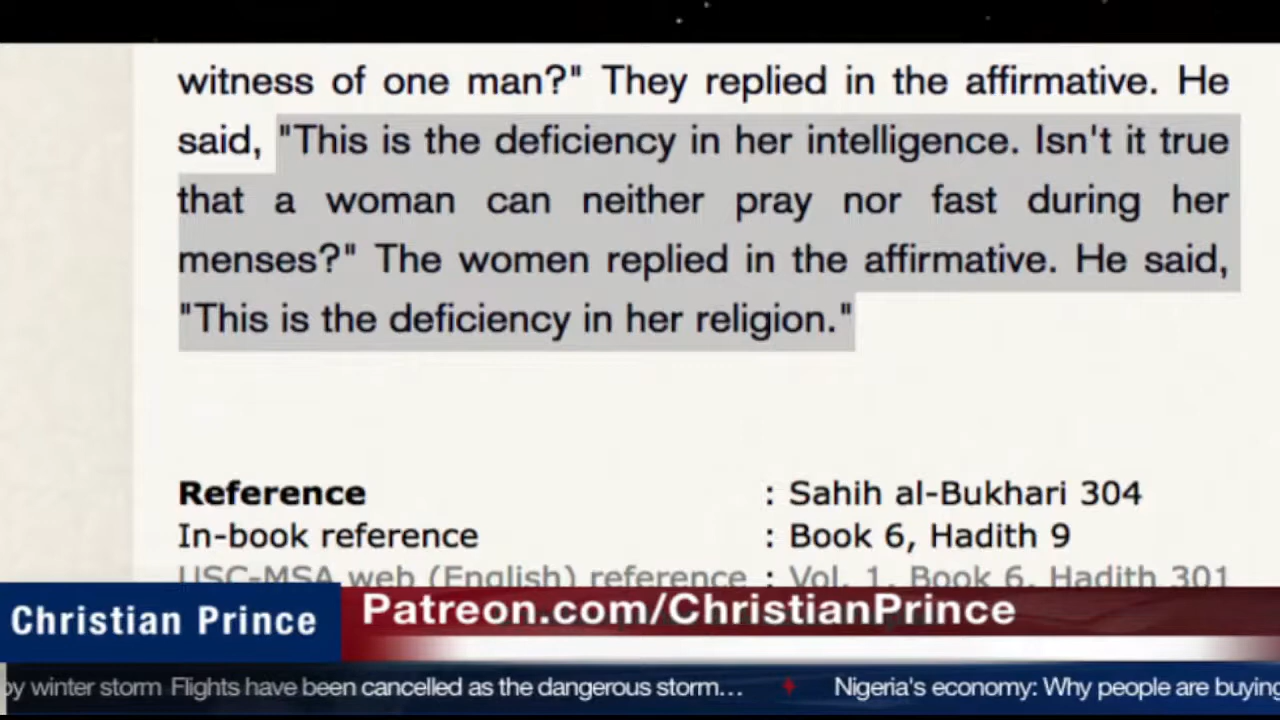 witness of one man?" They replied in the affirmative. He
said, "This is the deficiency in her intelligence. Isn't it true
that a woman can neither pray nor fast during her
menses?" The women replied in the affirmative. He said,
"This is the deficiency in her religion."
Reference : Sahih al-Bukhari 304
In-book reference : Book 6, Hadith 9
USC-MSA web (English) reference : Vol. 1, Book 6, Hadith 301
Christian Prince
Patreon.com/ChristianPrince
by winter storm Flights have been cancelled as the dangerous storm... Nigeria's economy: Why people are buying